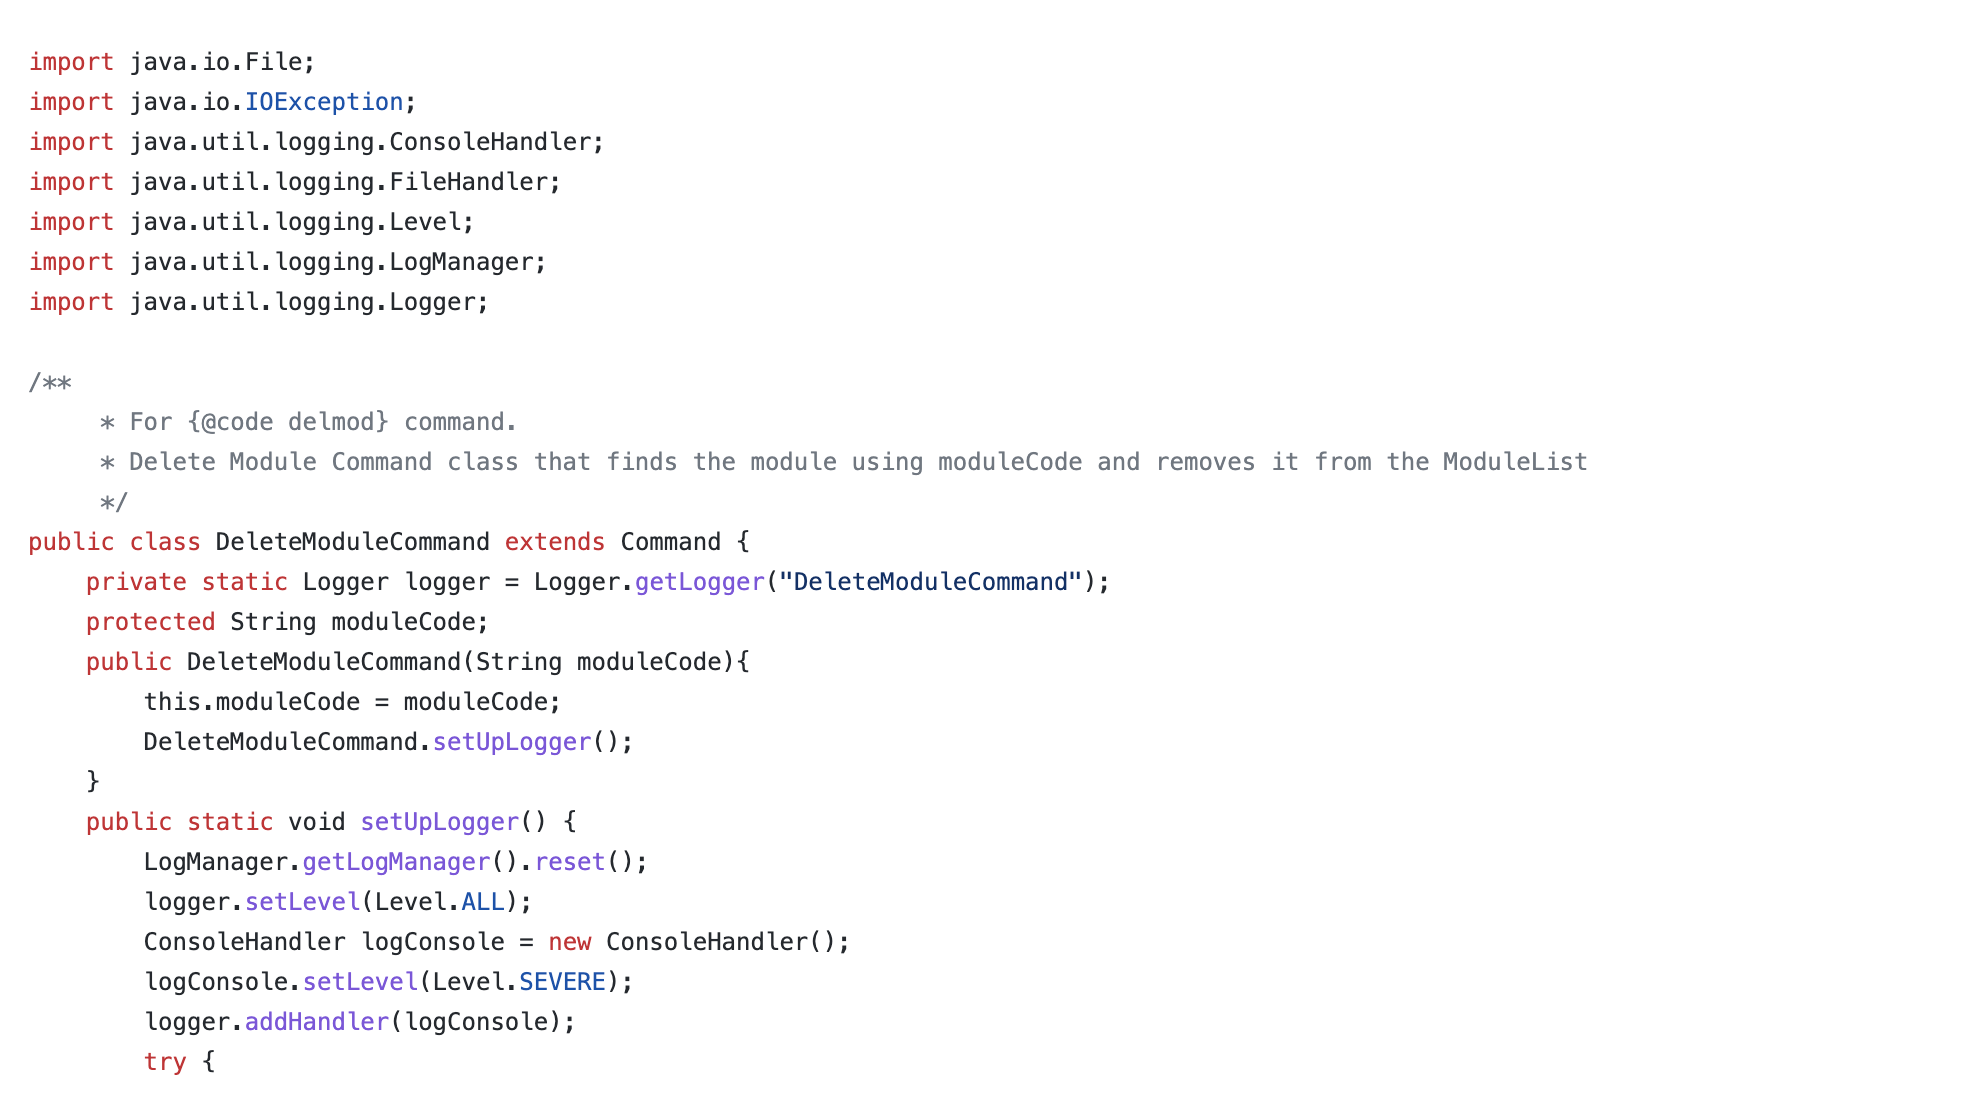 import java.io.File;
import java.io.IOException;
import java.util.logging.ConsoleHandler;
import java.util.logging.FileHandler;
import java.util.logging.Level;
import java.util.logging.LogManager;
import java.util.logging.Logger;

/**
     * For {@code delmod} command.
     * Delete Module Command class that finds the module using moduleCode and removes it from the ModuleList
     */
public class DeleteModuleCommand extends Command {
    private static Logger logger = Logger.getLogger("DeleteModuleCommand");
    protected String moduleCode;
    public DeleteModuleCommand(String moduleCode){
        this.moduleCode = moduleCode;
        DeleteModuleCommand.setUpLogger();
    }
    public static void setUpLogger() {
        LogManager.getLogManager().reset();
        logger.setLevel(Level.ALL);
        ConsoleHandler logConsole = new ConsoleHandler();
        logConsole.setLevel(Level.SEVERE);
        logger.addHandler(logConsole);
        try {